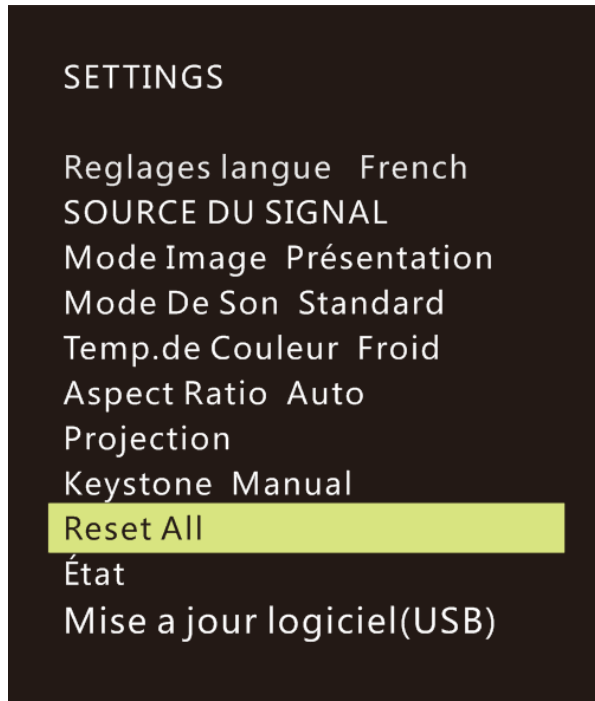 SETTINGS
Reglages langue French
SOURCE DU SIGNAL
Mode Image Présentation
Mode De Son Standard
Temp.de Couleur Froid
Aspect Ratio Auto
Projection
Keystone Manual
Reset All
État
Mise a jour logiciel(USB)